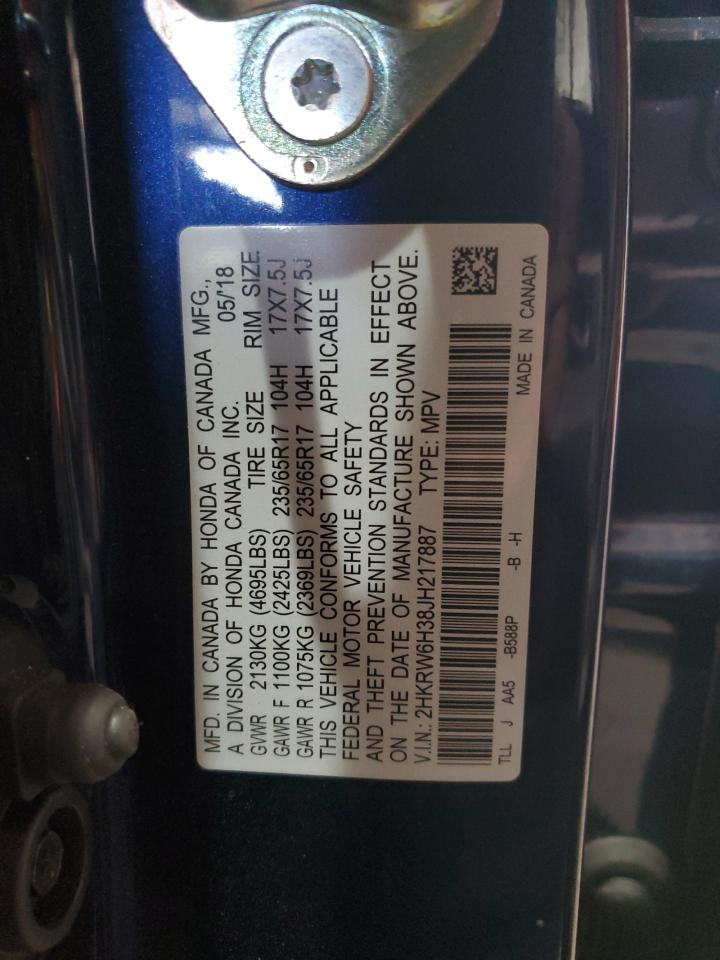 MFD. IN CANADA BY HONDA OF CANADA MFG.,
A DIVISION OF HONDA CANADA INC. 05/'18
GVWR 2130KG (4695LBS) TIRE SIZE RIM SIZE
GAWR F 1100KG (2425LBS) 235/65R17 104H 17X7.5J
GAWR R 1075KG (2369LBS) 235/65R17 104H 17X7.5J
THIS VEHICLE CONFORMS TO ALL APPLICABLE
FEDERAL MOTOR VEHICLE SAFETY
AND THEFT PREVENTION STANDARDS IN EFFECT
ON THE DATE OF MANUFACTURE SHOWN ABOVE.
V.I.N.: 2HKRW6H38JH217887 TYPE: MPV
TLL J AA5 -B588P -B -H MADE IN CANADA